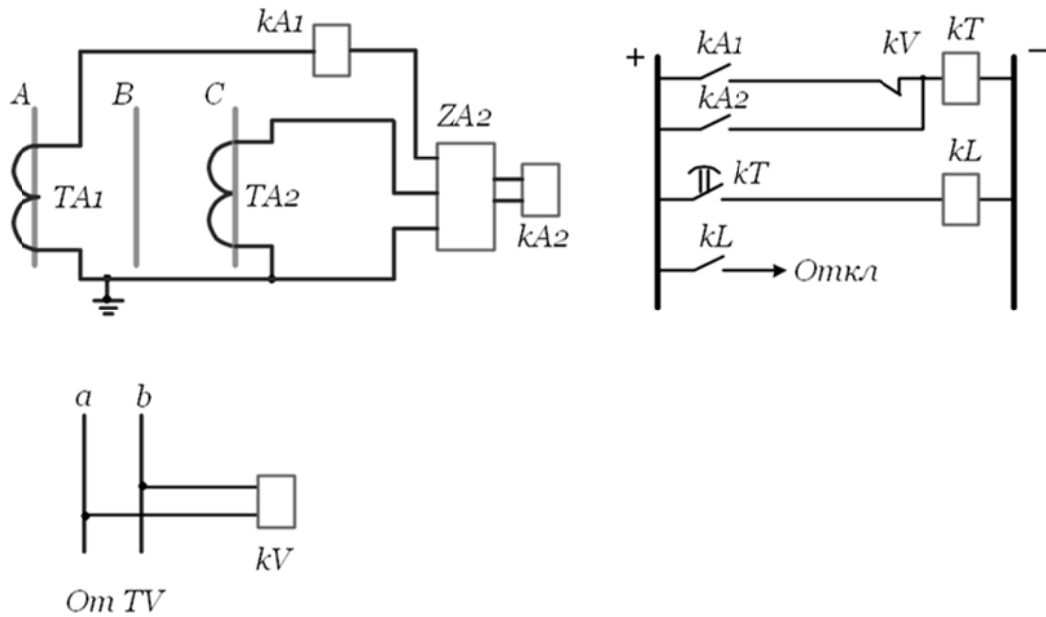 kA1
A
B
C
ZA2
TA1
TA2
kA2
+
kA1
kV
kT
−
kA2
kT
kL
kL
Откл
a
b
kV
От TV